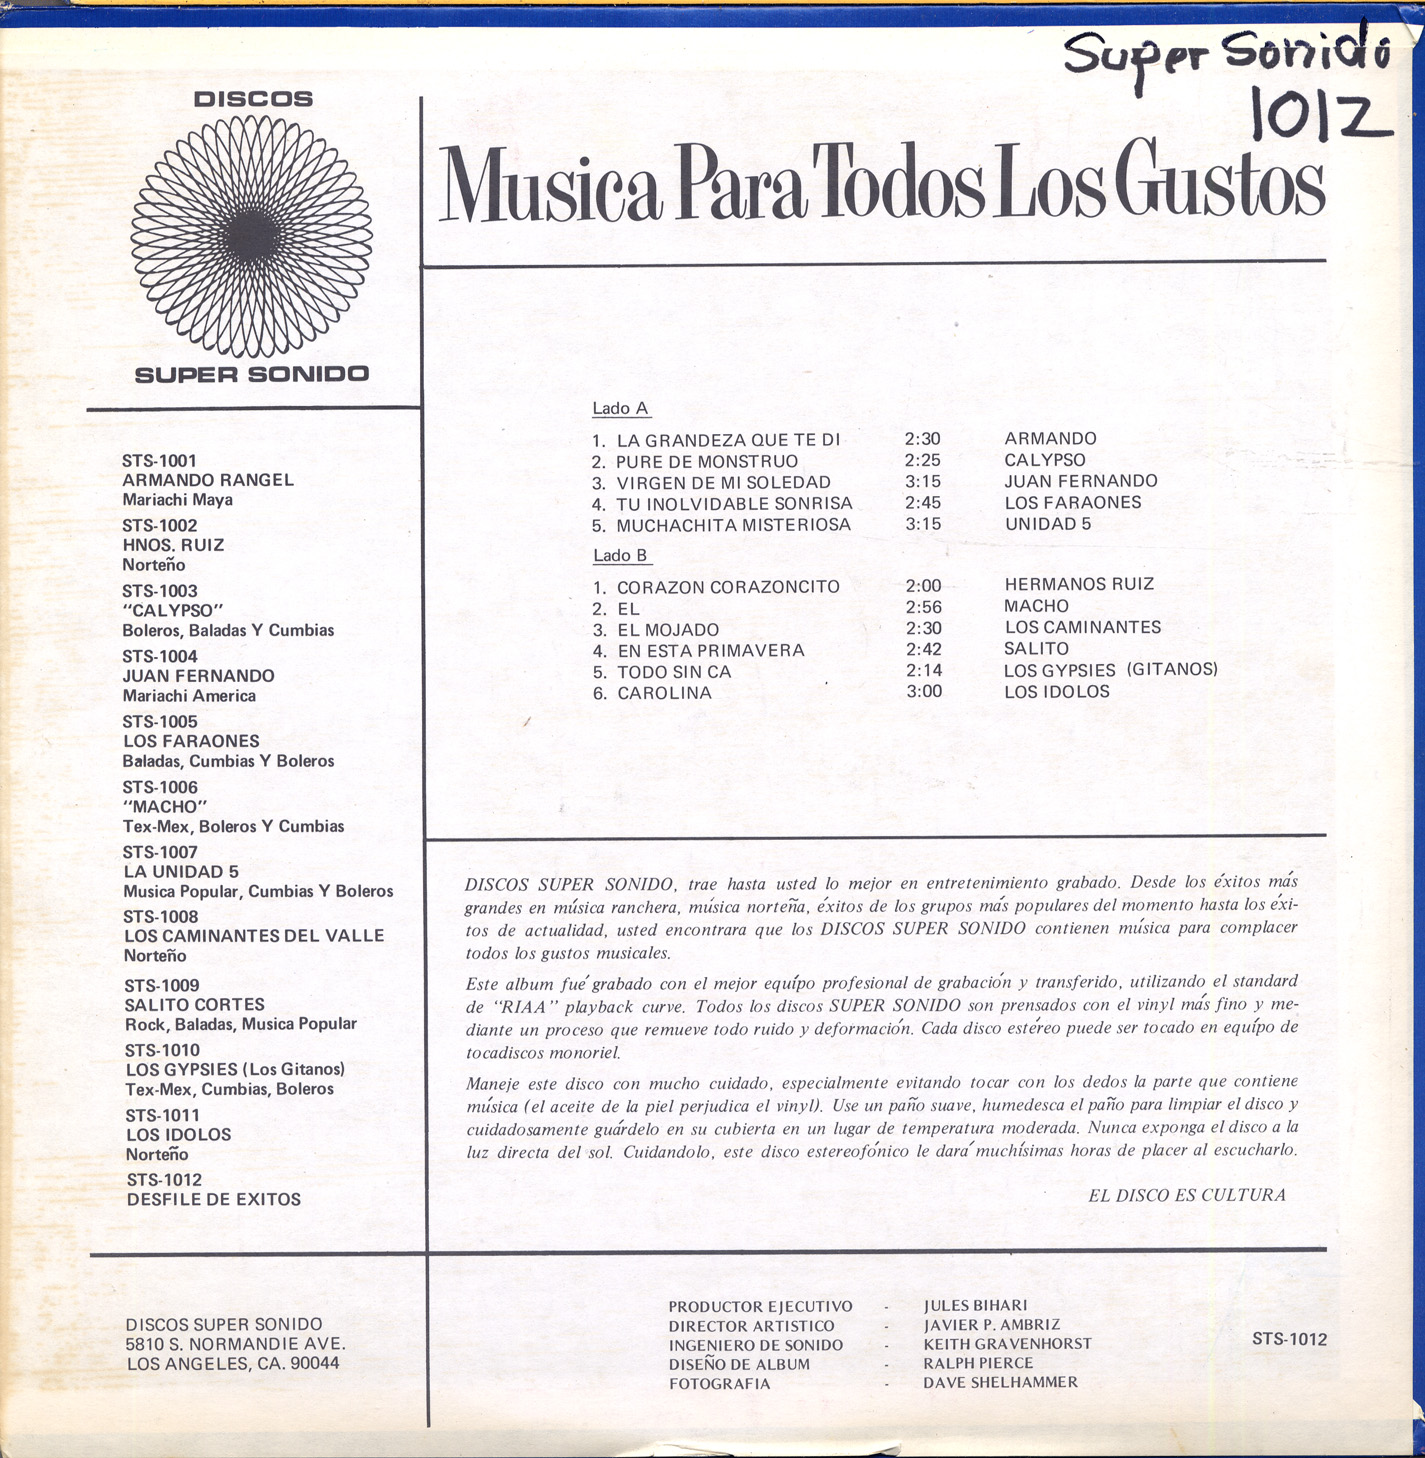 Super Sonido
1012
DISCOS
SUPER SONIDO
Musica Para Todos Los Gustos
STS-1001
ARMANDO RANGEL
Mariachi Maya
STS-1002
HNOS. RUIZ
Norteño
STS-1003
"CALYPSO"
Boleros, Baladas Y Cumbias
STS-1004
JUAN FERNANDO
Mariachi America
STS-1005
LOS FARAONES
Baladas, Cumbias Y Boleros
STS-1006
"MACHO"
Tex-Mex, Boleros Y Cumbias
STS-1007
LA UNIDAD 5
Musica Popular, Cumbias Y Boleros
STS-1008
LOS CAMINANTES DEL VALLE
Norteño
STS-1009
SALITO CORTES
Rock, Baladas, Musica Popular
STS-1010
LOS GYPSIES (Los Gitanos)
Tex-Mex, Cumbias, Boleros
STS-1011
LOS IDOLOS
Norteño
STS-1012
DESFILE DE EXITOS
Lado A
1. LA GRANDEZA QUE TE DI 2:30 ARMANDO
2. PURE DE MONSTRUO 2:25 CALYPSO
3. VIRGEN DE MI SOLEDAD 3:15 JUAN FERNANDO
4. TU INOLVIDABLE SONRISA 2:45 LOS FARAONES
5. MUCHACHITA MISTERIOSA 3:15 UNIDAD 5
Lado B
1. CORAZON CORAZONCITO 2:00 HERMANOS RUIZ
2. EL 2:56 MACHO
3. EL MOJADO 2:30 LOS CAMINANTES
4. EN ESTA PRIMAVERA 2:42 SALITO
5. TODO SIN CA 2:14 LOS GYPSIES (GITANOS)
6. CAROLINA 3:00 LOS IDOLOS
DISCOS SUPER SONIDO, trae hasta usted lo mejor en entretenimiento grabado. Desde los éxitos más
grandes en música ranchera, música norteña, éxitos de los grupos más populares del momento hasta los éxi-
tos de actualidad, usted encontrara que los DISCOS SUPER SONIDO contienen música para complacer
todos los gustos musicales.
Este album fué grabado con el mejor equípo profesional de grabación y transferido, utilizando el standard
de "RIAA" playback curve. Todos los discos SUPER SONIDO son prensados con el vinyl más fino y me-
diante un proceso que remueve todo ruido y deformación. Cada disco estéreo puede ser tocado en equípo de
tocadiscos monoriel.
Maneje este disco con mucho cuidado, especialmente evitando tocar con los dedos la parte que contiene
música (el aceite de la piel perjudica el vinyl). Use un paño suave, humedesca el paño para limpiar el disco y
cuidadosamente guárdelo en su cubierta en un lugar de temperatura moderada. Nunca exponga el disco a la
luz directa del sol. Cuidandolo, este disco estereofónico le dará muchísimas horas de placer al escucharlo.
EL DISCO ES CULTURA
DISCOS SUPER SONIDO
5810 S. NORMANDIE AVE.
LOS ANGELES, CA. 90044
PRODUCTOR EJECUTIVO - JULES BIHARI
DIRECTOR ARTISTICO - JAVIER P. AMBRIZ
INGENIERO DE SONIDO - KEITH GRAVENHORST
DISEÑO DE ALBUM - RALPH PIERCE
FOTOGRAFIA - DAVE SHELHAMMER
STS-1012